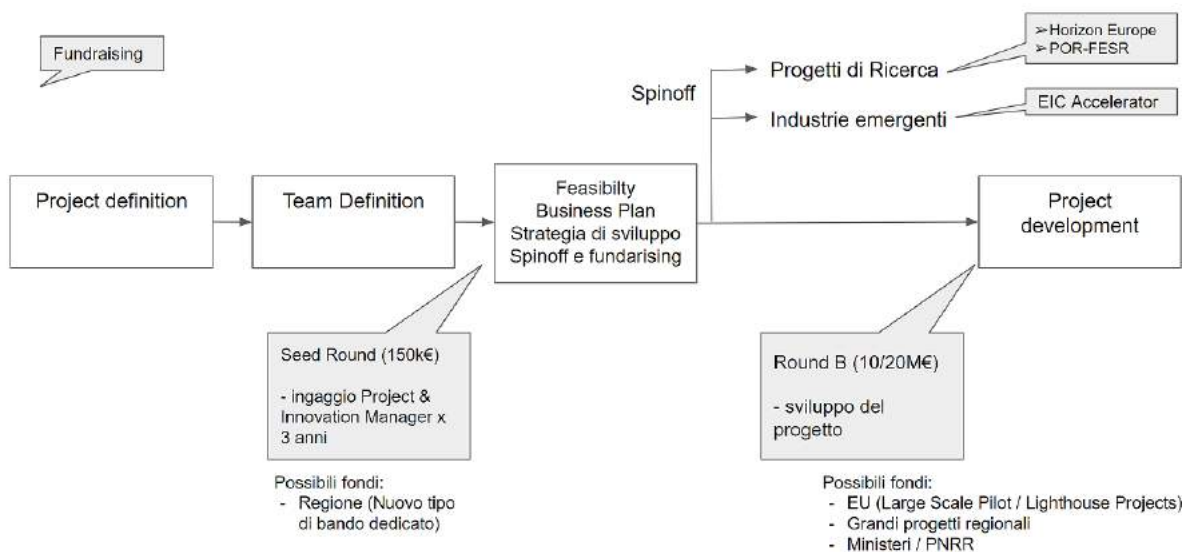 Fundraising
➢Horizon Europe
➢POR-FESR
Progetti di Ricerca
Spinoff
EIC Accelerator
Industrie emergenti
Project definition
Team Definition
Feasibilty
Business Plan
Strategia di sviluppo
Spinoff e fundarising
Project
development
Seed Round (150k€)
- ingaggio Project &
Innovation Manager x
3 anni
Possibili fondi:
- Regione (Nuovo tipo
di bando dedicato)
Round B (10/20M€)
- sviluppo del
progetto
Possibili fondi:
- EU (Large Scale Pilot / Lighthouse Projects)
- Grandi progetti regionali
- Ministeri / PNRR